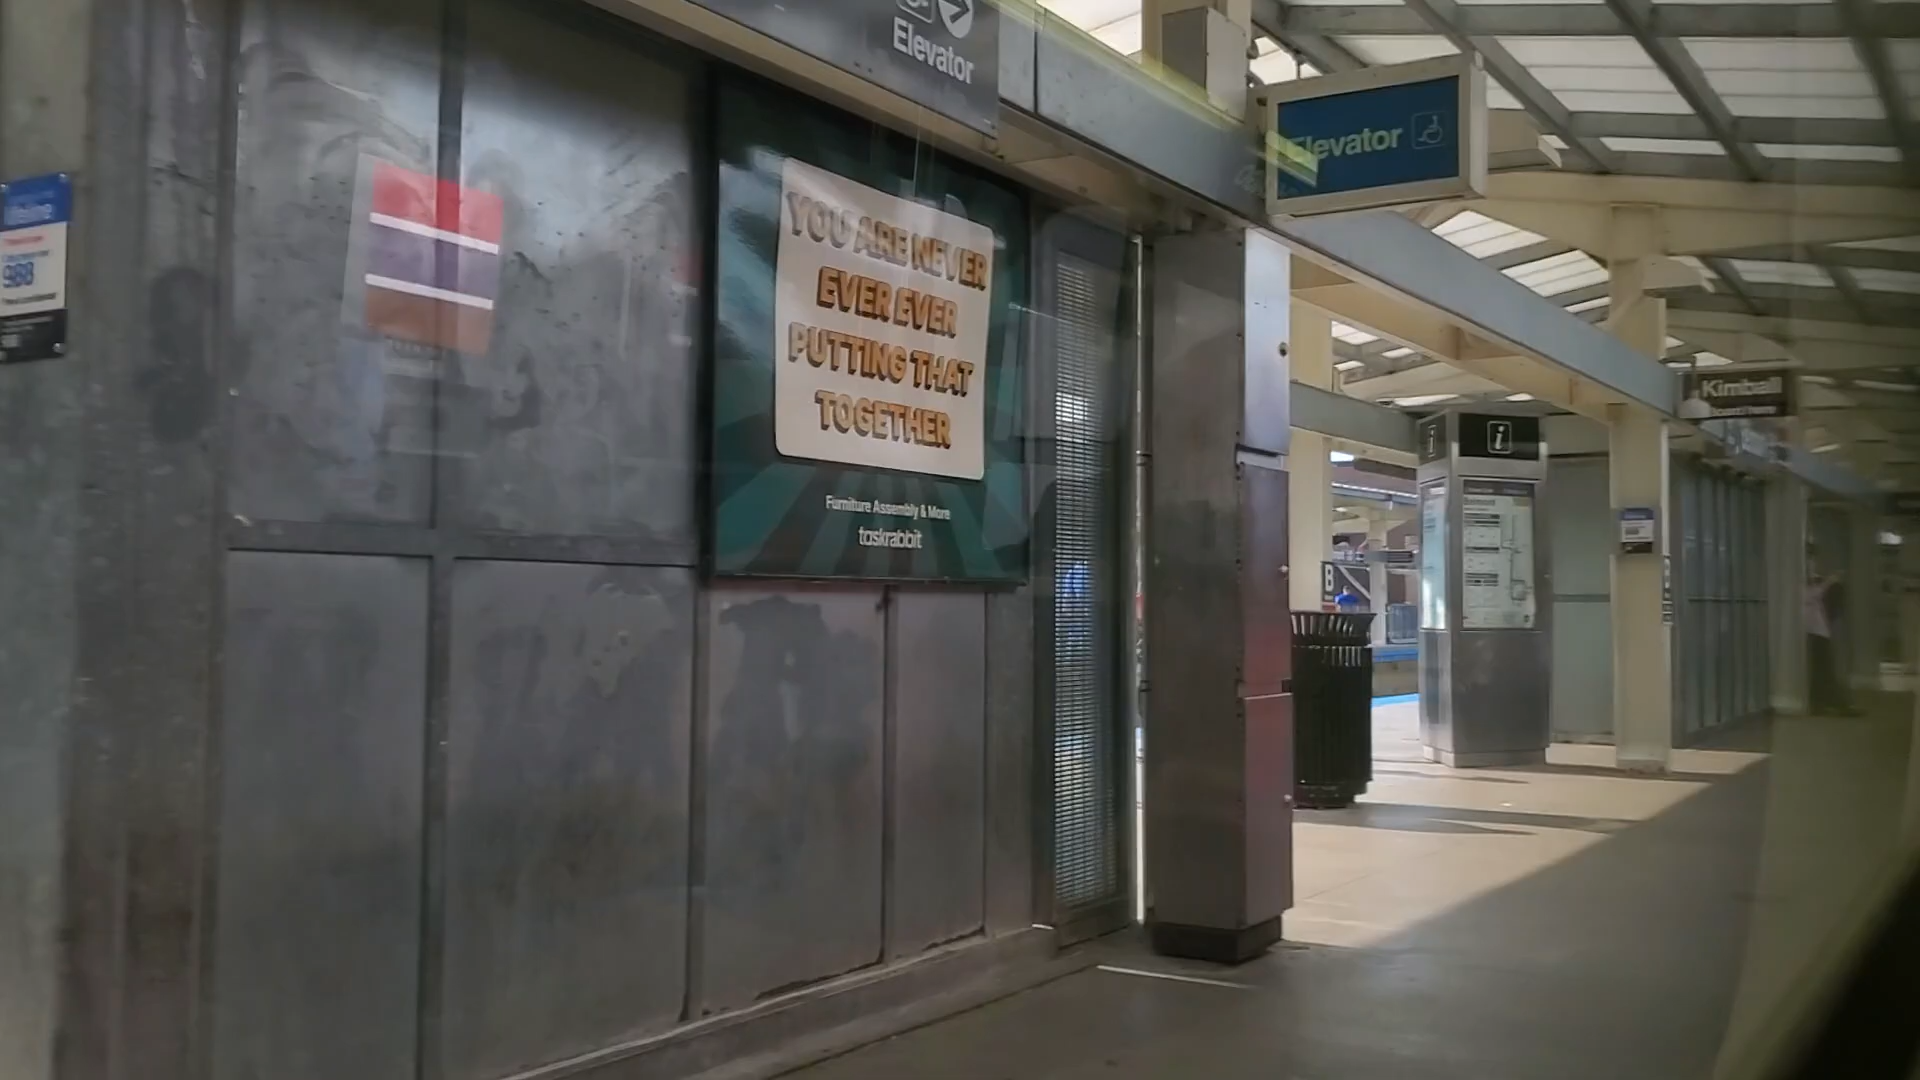 Elevator
YOU ARE NEVER
EVER EVER
PUTTING THAT
TOGETHER
Furniture Assembly & More
taskrabbit
988
Elevator
i
i
Kimball
B